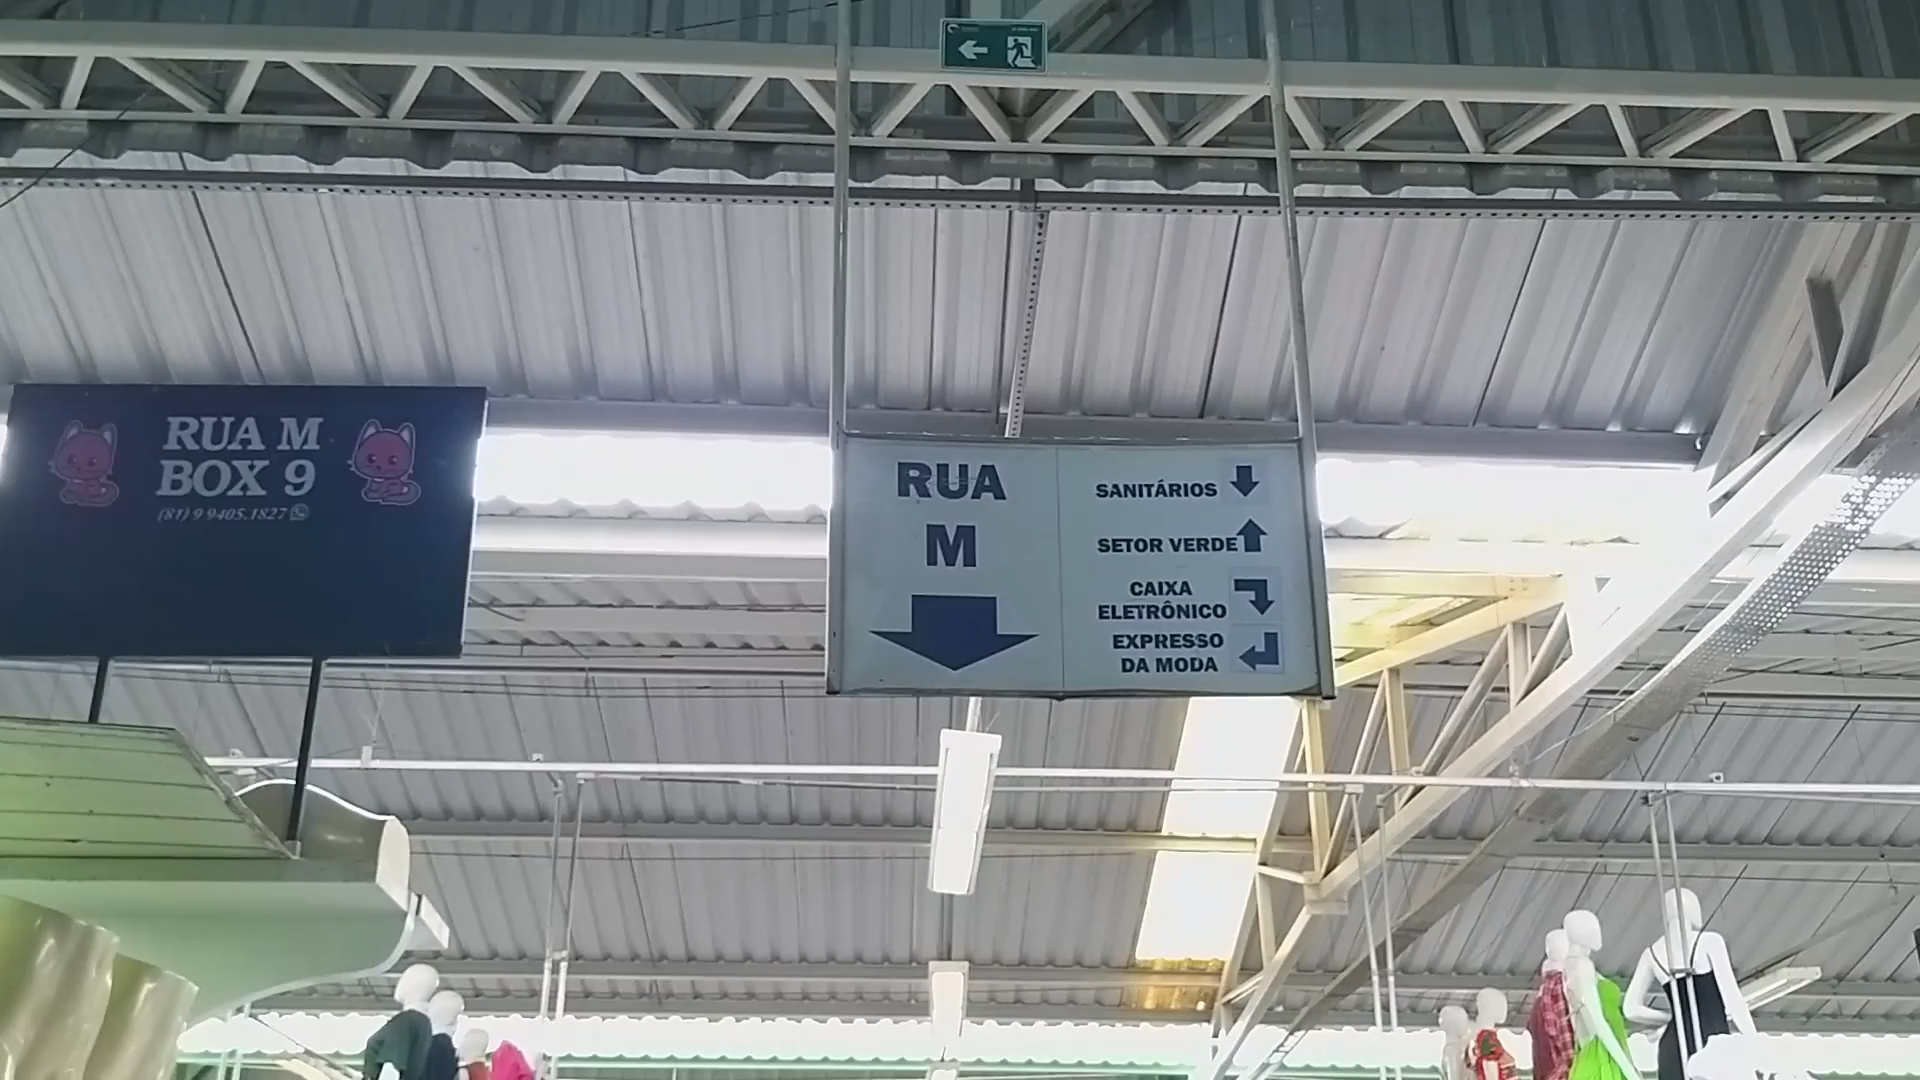 RUA M
BOX 9
(81) 9 9405.1827
RUA
M
SANITÁRIOS
SETOR VERDE
CAIXA
ELETRÔNICO
EXPRESSO
DA MODA